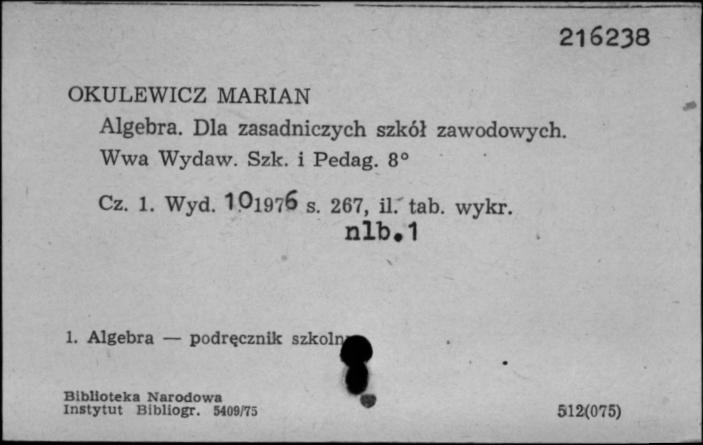 216238
OKULEWICZ MARIAN
Algebra. Dla zasadniczych szkół zawodowych.
Wwa Wydaw. Szk. i Pedag. 8°
Cz. 1. Wyd. 10 1976 s. 267, il. tab. wykr.
nlb. 1
1. Algebra — podręcznik
Biblioteka Narodowa
Instytut Bibliogr. 5409/75
512(075)